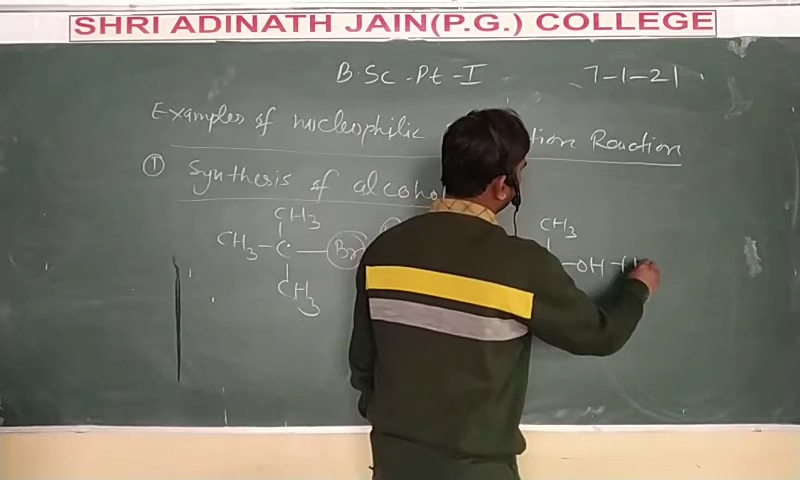 SHRI ADINATH JAIN(P.G.) COLLEGE
B.Sc-Pt-I 7-1-21
Examples of nucleophilic tion Reaction
① Synthesis of alcoho
CH3 CH3
CH3-C-Br -OH
CH3